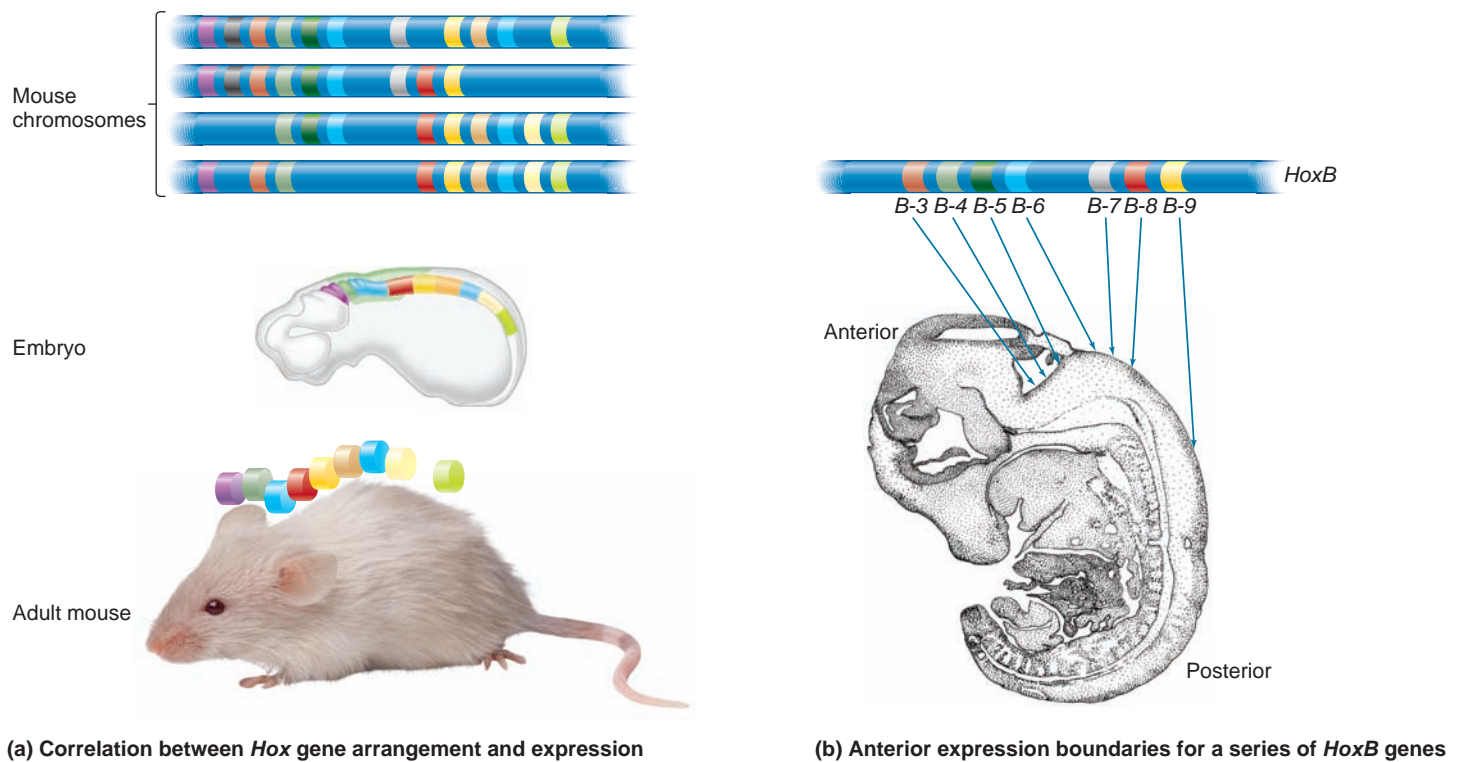 Mouse
chromosomes
Embryo
Adult mouse
(a) Correlation between Hox gene arrangement and expression
HoxB
B-3 B-4 B-5 B-6 B-7 B-8 B-9
Anterior
Posterior
(b) Anterior expression boundaries for a series of HoxB genes